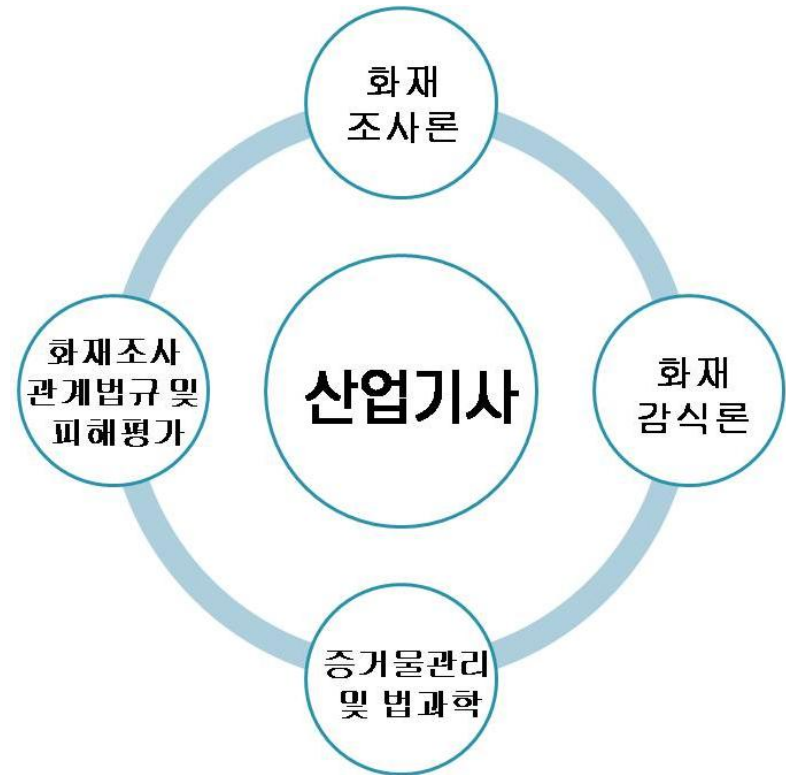 화재
조사론
화재조사
관계법규 및
피해평가
산업기사
화재
감식론
증거물관리
및 법과학